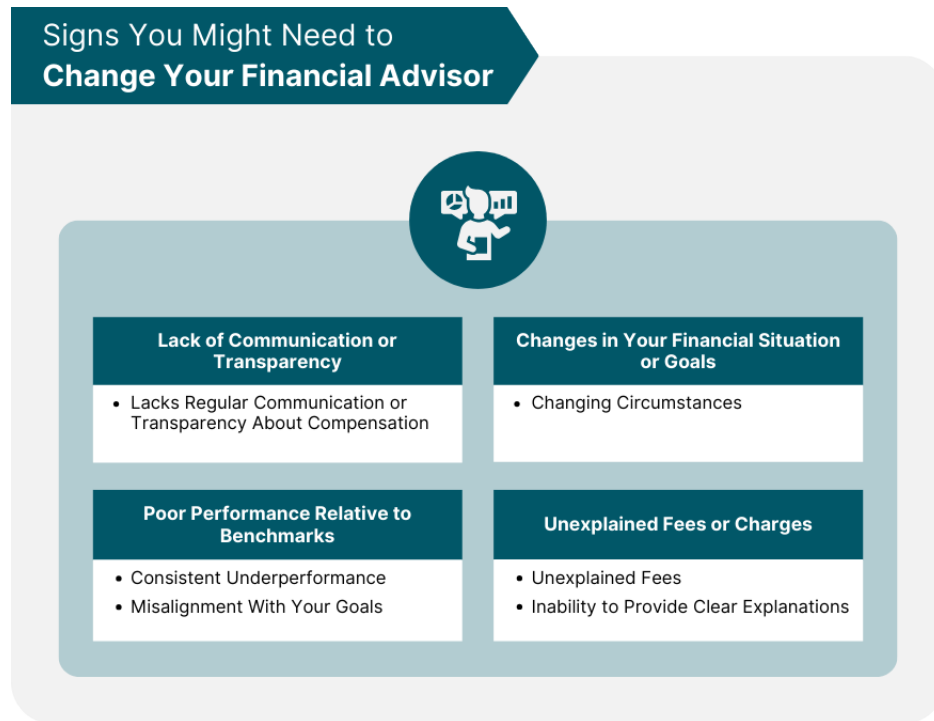 Signs You Might Need to
Change Your Financial Advisor
Lack of Communication or
Transparency
• Lacks Regular Communication or
Transparency About Compensation
Changes in Your Financial Situation
or Goals
• Changing Circumstances
Poor Performance Relative to
Benchmarks
• Consistent Underperformance
• Misalignment With Your Goals
Unexplained Fees or Charges
• Unexplained Fees
• Inability to Provide Clear Explanations